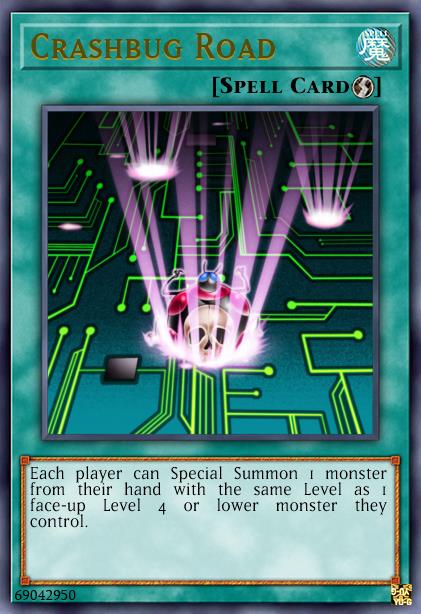 Crashbug Road
SPELL
魔
[Spell Card]
Each player can Special Summon 1 monster
from their hand with the same Level as 1
face-up Level 4 or lower monster they
control.
69042950